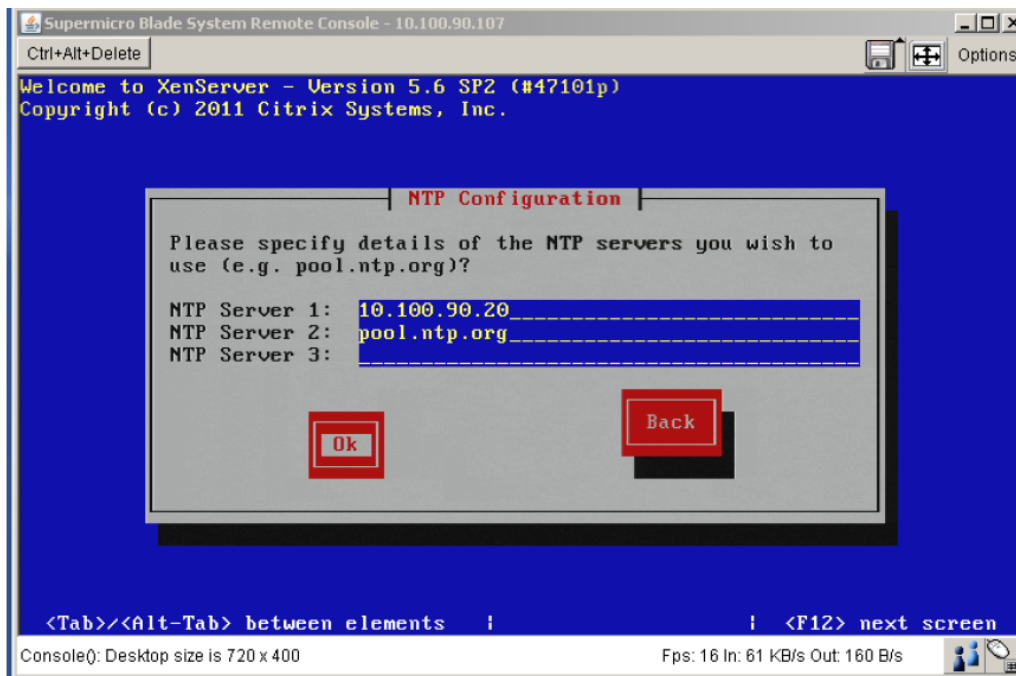 Supermicro Blade System Remote Console - 10.100.90.107
Ctrl+Alt+Delete
Options
Welcome to XenServer - Version 5.6 SP2 (#47101p)
Copyright (c) 2011 Citrix Systems, Inc.
NTP Configuration
Please specify details of the NTP servers you wish to
use (e.g. pool.ntp.org)?
NTP Server 1: 10.100.90.20____________________________
NTP Server 2: pool.ntp.org____________________________
NTP Server 3: ________________________________________
Ok
Back
<Tab>/<Alt-Tab> between elements | | <F12> next screen
Console(): Desktop size is 720 x 400
Fps: 16 In: 61 KB/s Out: 160 B/s